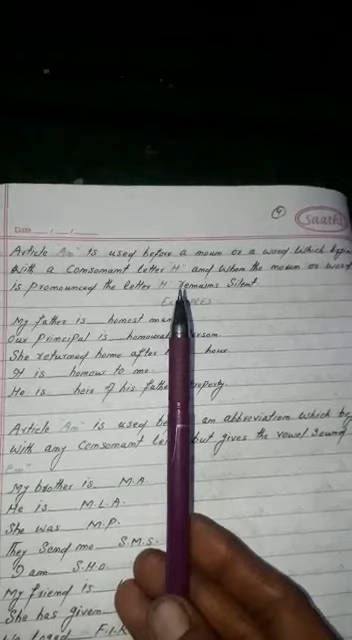 4
Saathi
Date / /
Article "An" is used before a noun or a word which begin
with a Consonant letter "H" and when the noun or word
is pronounced the letter H remains Silent
My father is honest man
Our principal is person.
She returned home after hour
It is honour to me
He is heir of his property.
Article "An" is used an abbreviation which be
with any Consonant but gives the vowel Sound
My brother is M.A
He is M.L.A.
She was M.P.
They Send me S.M.S.
I am S.H.O.
My friend is
She has given